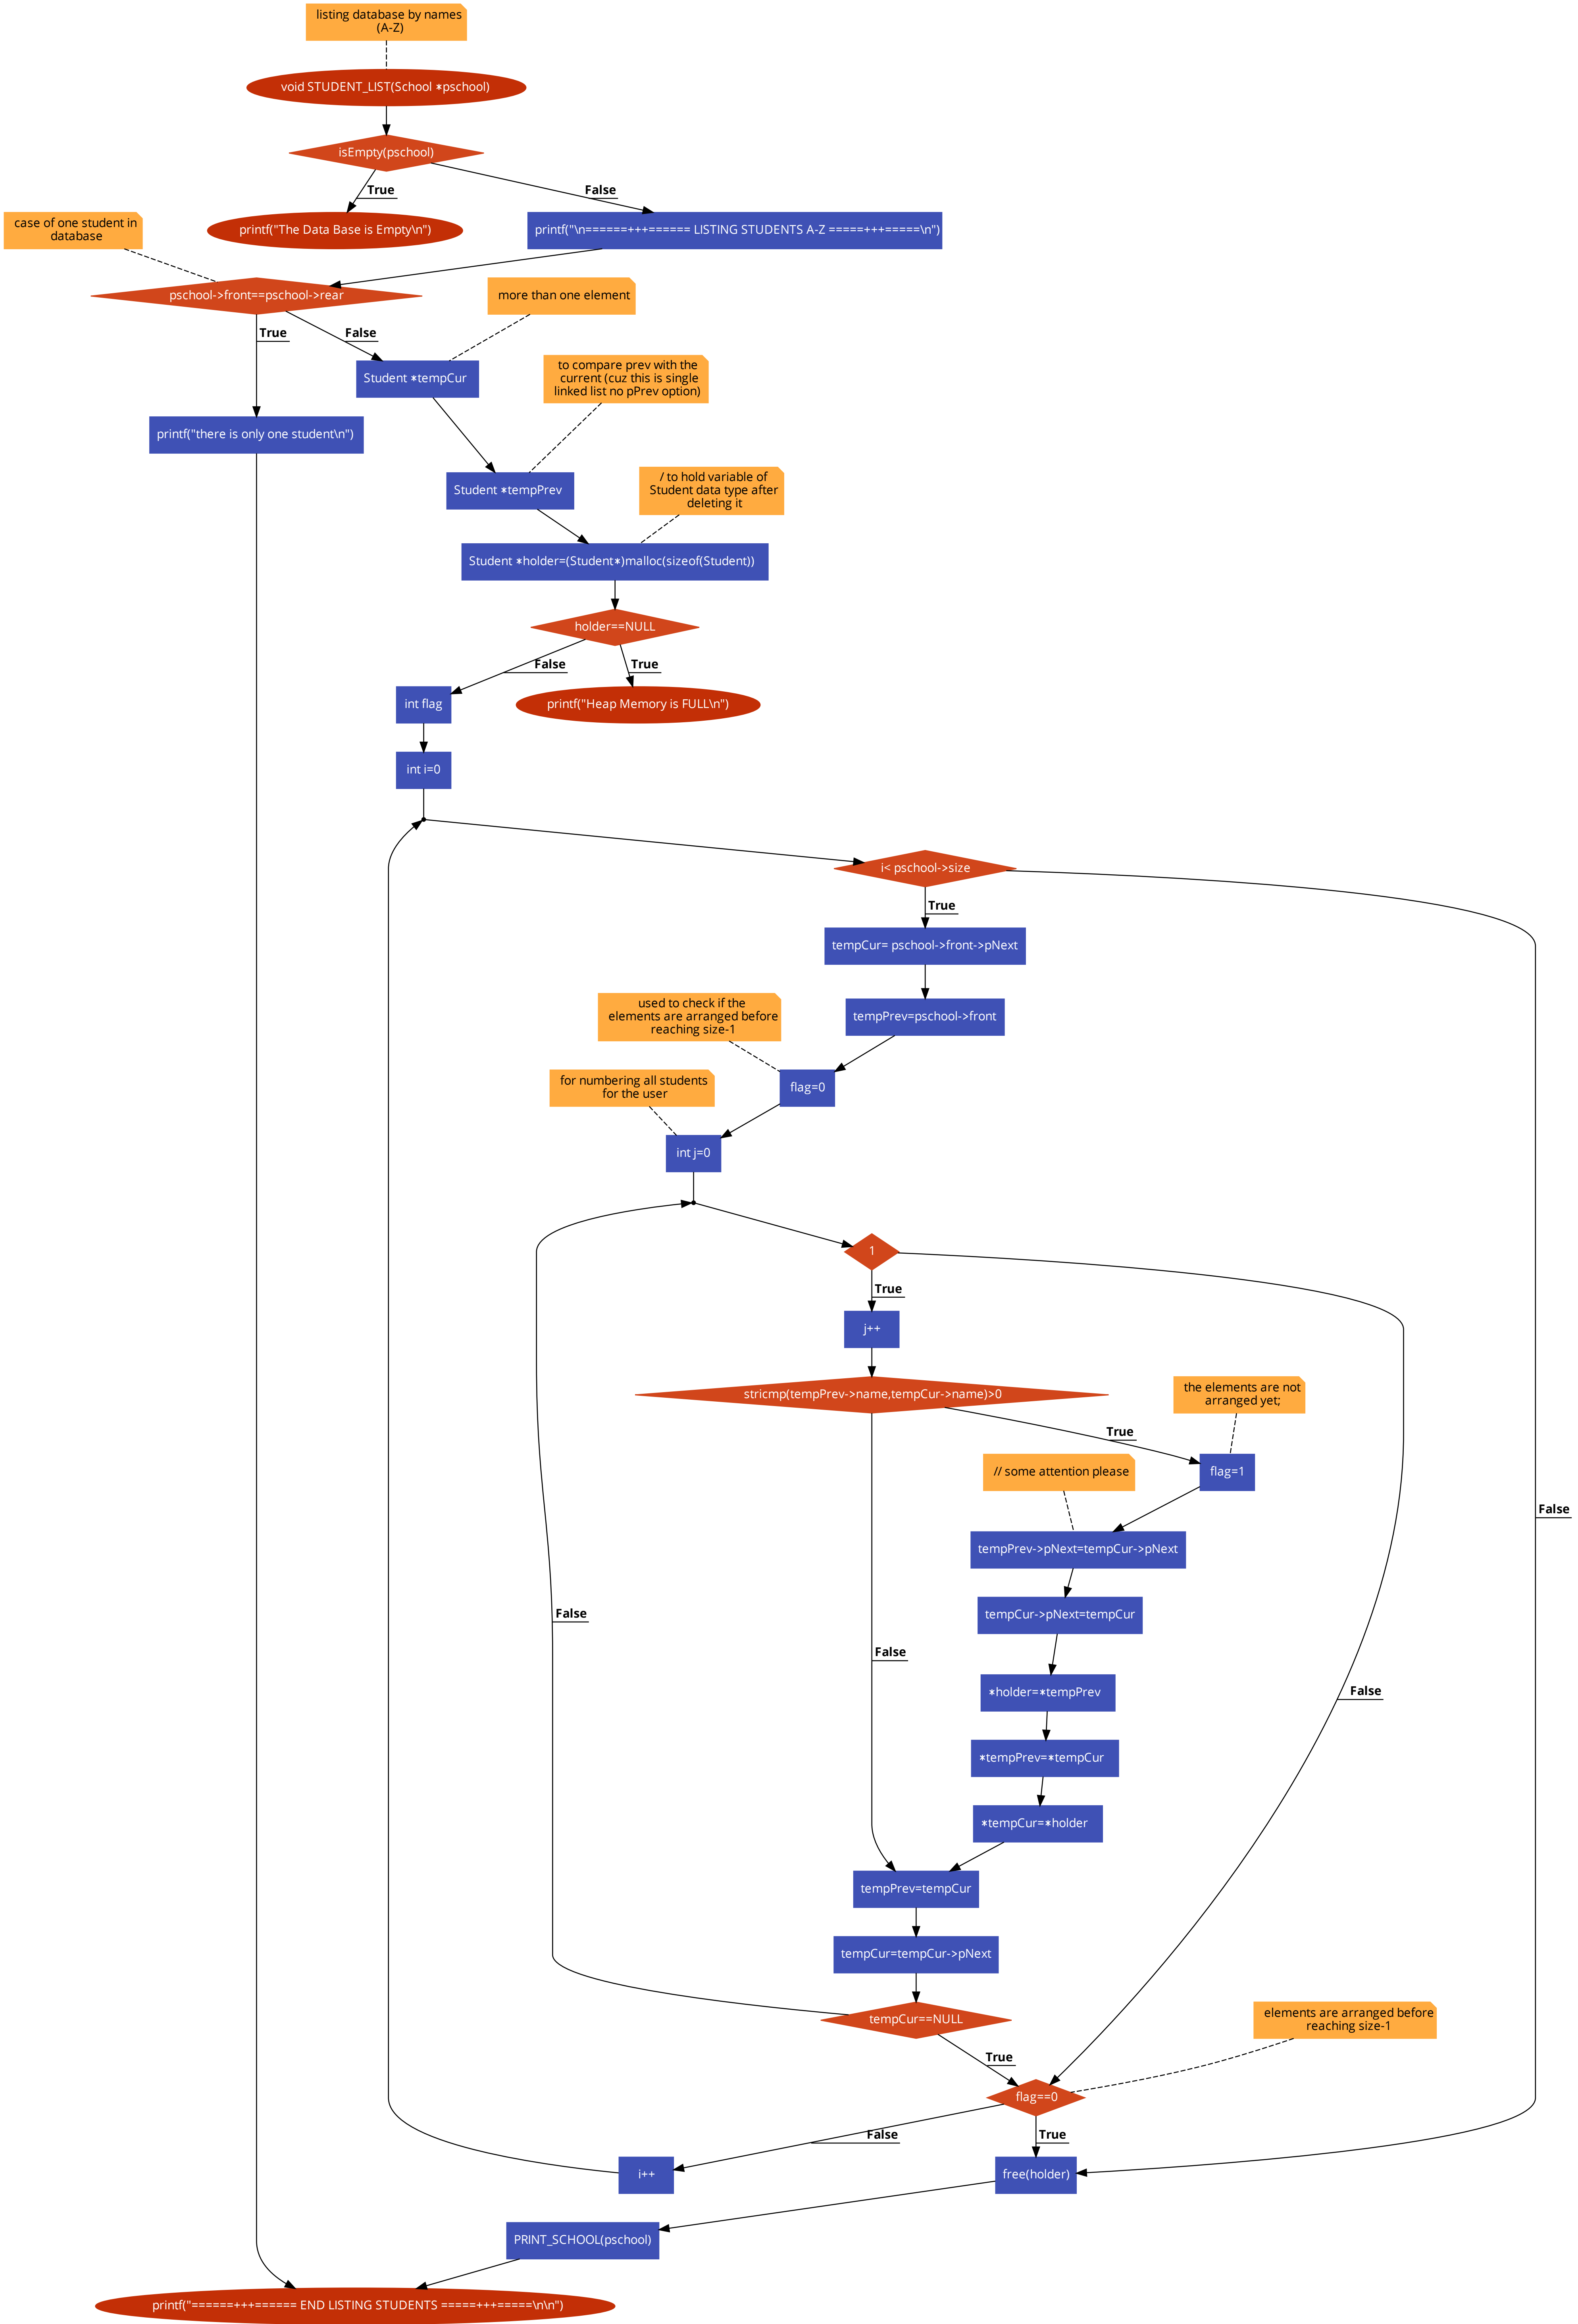 listing database by names
(A-Z)
void STUDENT_LIST(School *pschool)
isEmpty(pschool)
True
False
case of one student in
database
printf("The Data Base is Empty\n")
printf("\n======+++====== LISTING STUDENTS A-Z =====+++=====\n")
pschool->front==pschool->rear
more than one element
True
False
Student *tempCur
to compare prev with the
current (cuz this is single
linked list no pPrev option)
printf("there is only one student\n")
Student *tempPrev
/ to hold variable of
Student data type after
deleting it
Student *holder=(Student*)malloc(sizeof(Student))
holder==NULL
False
True
int flag
printf("Heap Memory is FULL\n")
int i=0
i< pschool->size
True
tempCur= pschool->front->pNext
used to check if the
elements are arranged before
reaching size-1
tempPrev=pschool->front
for numbering all students
for the user
flag=0
int j=0
1
True
j++
stricmp(tempPrev->name,tempCur->name)>0
the elements are not
arranged yet;
True
// some attention please
flag=1
False
tempPrev->pNext=tempCur->pNext
tempCur->pNext=tempCur
False
False
*holder=*tempPrev
False
*tempPrev=*tempCur
*tempCur=*holder
tempPrev=tempCur
tempCur=tempCur->pNext
tempCur==NULL
elements are arranged before
reaching size-1
True
flag==0
False
True
i++
free(holder)
PRINT_SCHOOL(pschool)
printf("======+++====== END LISTING STUDENTS =====+++=====\n\n")